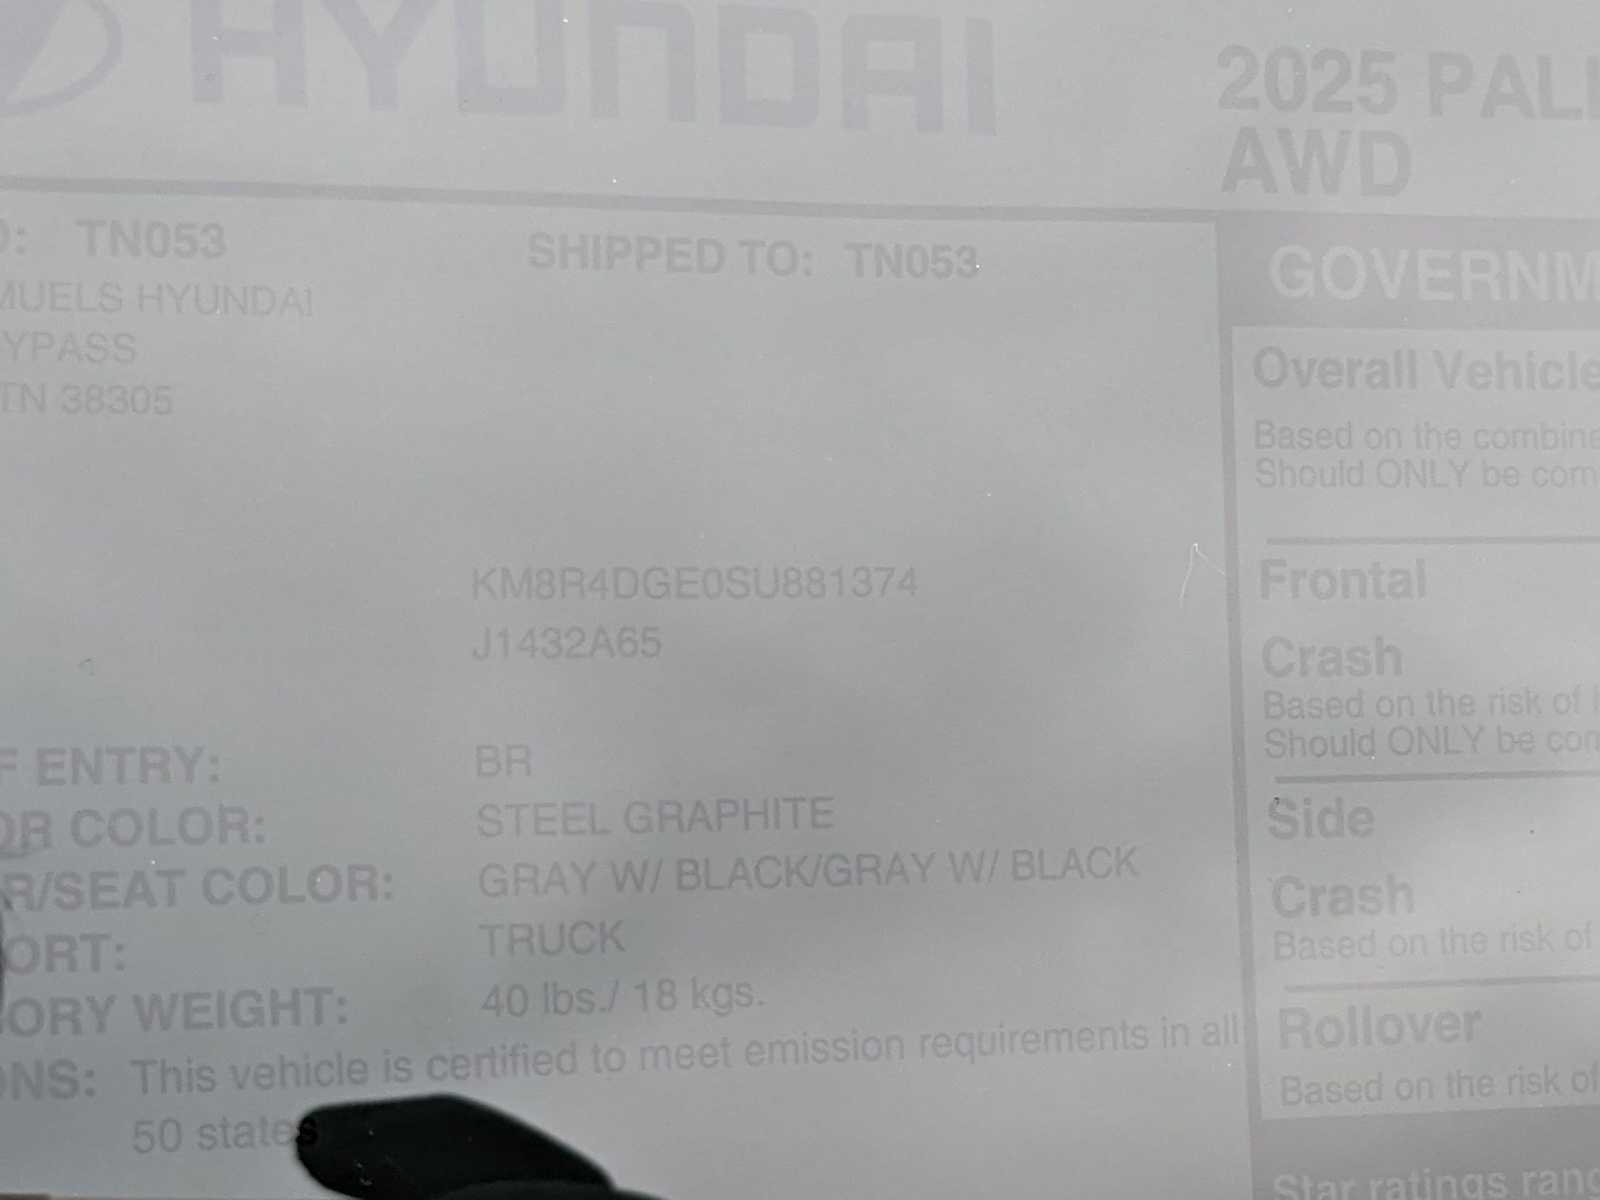 HYUNDAI
2025 PALI
AWD
O: TN053
SHIPPED TO: TN053
MUELS HYUNDAI
YPASS
TN 38305
KM8R4DGE0SU881374
J1432A65
F ENTRY: BR
OR COLOR: STEEL GRAPHITE
R/SEAT COLOR: GRAY W/ BLACK/GRAY W/ BLACK
ORT: TRUCK
ORY WEIGHT: 40 lbs./ 18 kgs.
ONS: This vehicle is certified to meet emission requirements in all
50 states
GOVERNM
Overall Vehicle
Based on the combine
Should ONLY be com
Frontal
Crash
Based on the risk of
Should ONLY be con
Side
Crash
Based on the risk of
Rollover
Based on the risk of
Star ratings rang